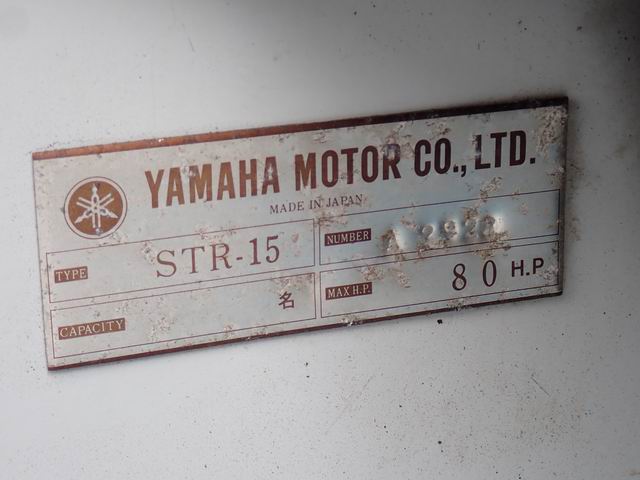 YAMAHA MOTOR CO., LTD.
MADE IN JAPAN
TYPE STR-15
NUMBER
CAPACITY 名
MAX H.P. 80 H.P